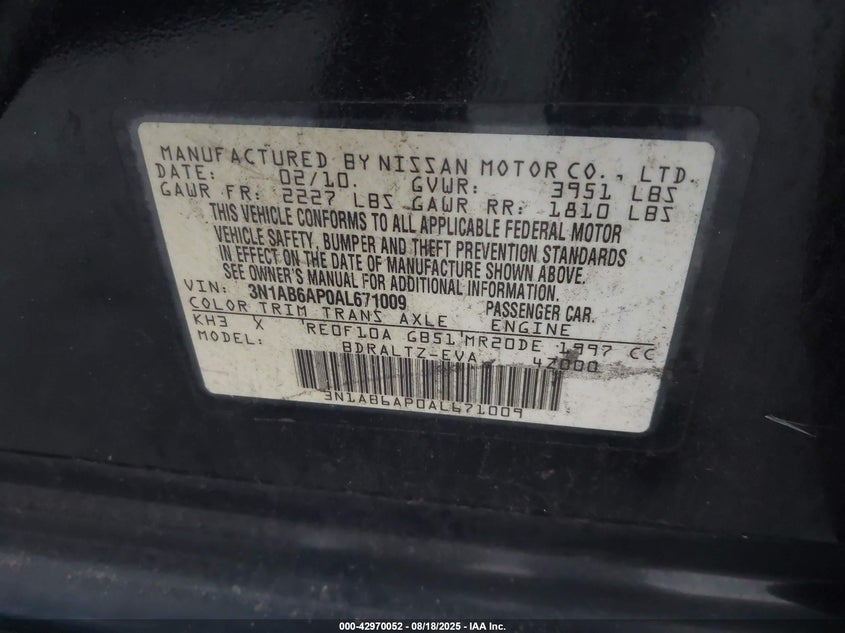 MANUFACTURED BY NISSAN MOTOR CO., LTD.
DATE: 02/10. GVWR: 3951 LBS
GAWR FR: 2227 LBS GAWR RR: 1810 LBS
THIS VEHICLE CONFORMS TO ALL APPLICABLE FEDERAL MOTOR
VEHICLE SAFETY, BUMPER AND THEFT PREVENTION STANDARDS
IN EFFECT ON THE DATE OF MANUFACTURE SHOWN ABOVE.
SEE OWNER'S MANUAL FOR ADDITIONAL INFORMATION.
VIN: 3N1AB6AP0AL671009 PASSENGER CAR.
COLOR TRIM TRANS AXLE ENGINE
KH3 X RE0F10A GB51 MR20DE 1997 CC
MODEL: BDRALTZ-EVA 4Z000
3N1AB6AP0AL671009
000-42970052 - 08/18/2025 - IAA Inc.